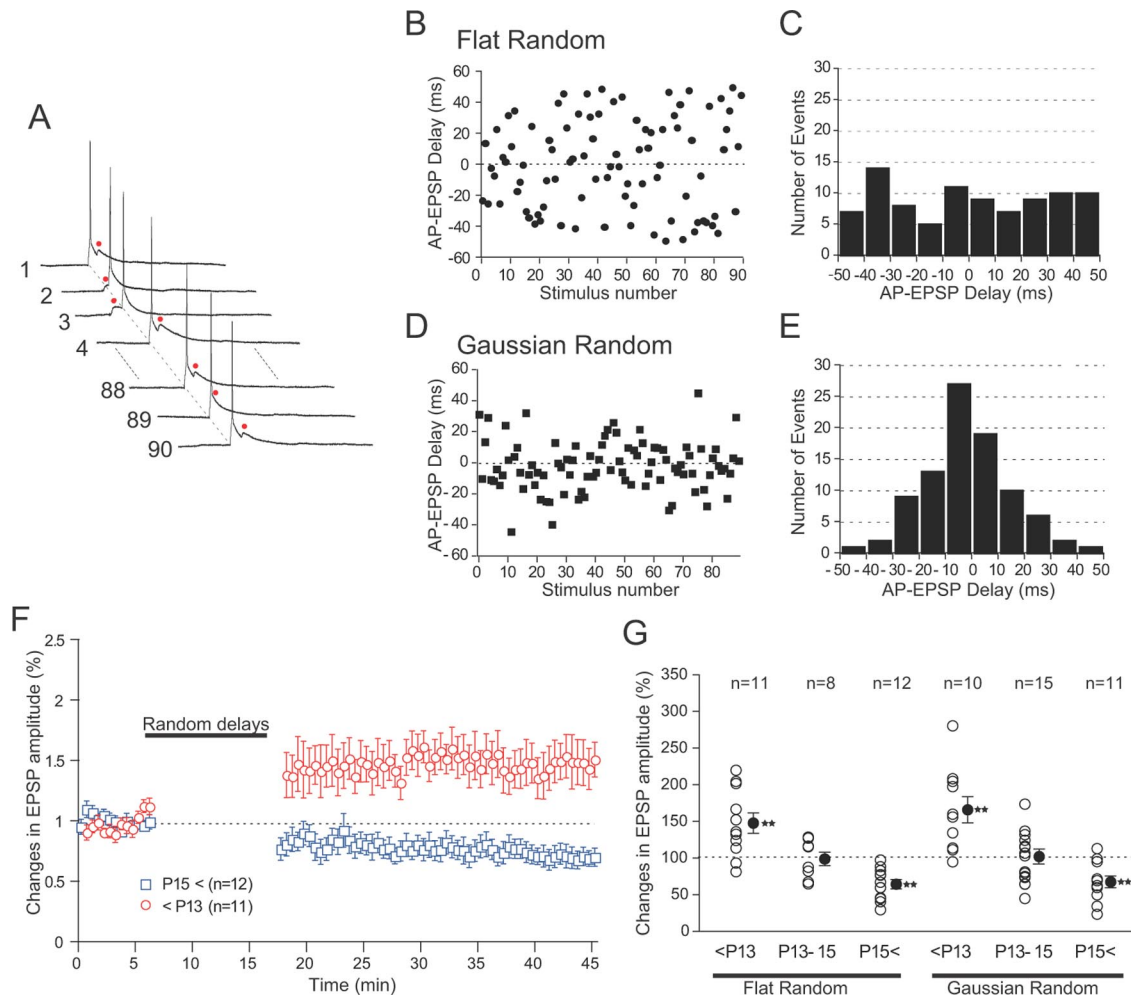 A
1
2
3
4
88
89
90
B
Flat Random
AP-EPSP Delay (ms)
60
40
20
0
-20
-40
-60
0 10 20 30 40 50 60 70 80 90
Stimulus number
C
Number of Events
30
25
20
15
10
5
0
-50 -40 -30 -20 -10 0 10 20 30 40 50
AP-EPSP Delay (ms)
D
Gaussian Random
AP-EPSP Delay (ms)
60
40
20
0
-20
-40
-60
0 10 20 30 40 50 60 70 80
Stimulus number
E
Number of Events
30
25
20
15
10
5
0
-50 -40 -30 -20 -10 0 10 20 30 40 50
AP-EPSP Delay (ms)
F
Changes in EPSP amplitude (%)
2.5
2
1.5
1
0.5
0
Random delays
P15 < (n=12)
< P13 (n=11)
0 5 10 15 20 25 30 35 40 45
Time (min)
G
Changes in EPSP amplitude (%)
350
300
250
200
150
100
50
0
n=11 n=8 n=12 n=10 n=15 n=11
** ** ** **
<P13 P13-15 P15< <P13 P13-15 P15<
Flat Random Gaussian Random